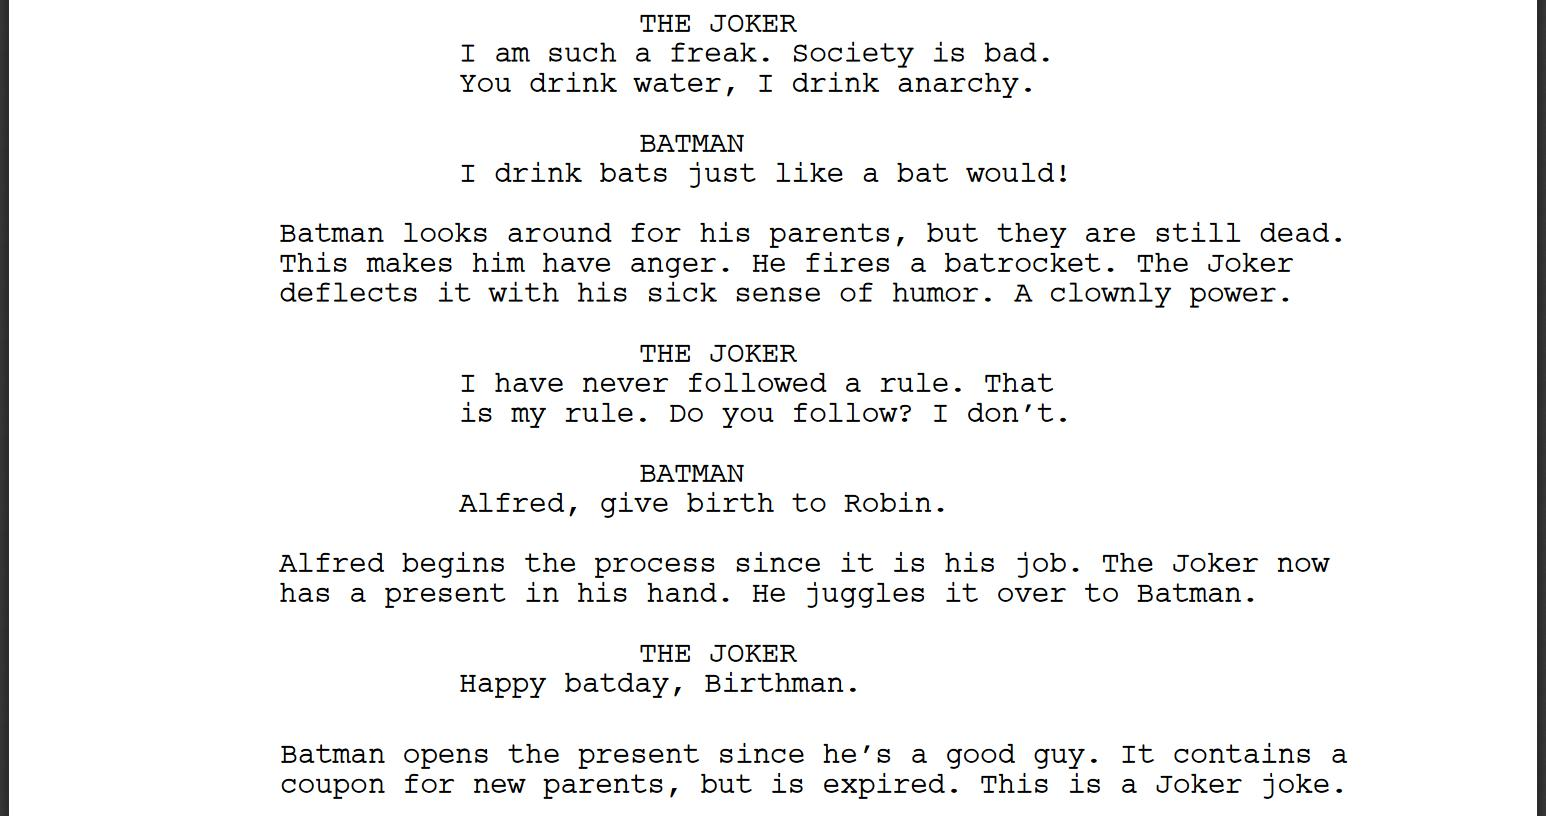 THE JOKER
I am such a freak. Society is bad.
You drink water, I drink anarchy.
BATMAN
I drink bats just like a bat would!
Batman looks around for his parents, but they are still dead.
This makes him have anger. He fires a batrocket. The Joker
deflects it with his sick sense of humor. A clownly power.
THE JOKER
I have never followed a rule. That
is my rule. Do you follow? I don’t.
BATMAN
Alfred, give birth to Robin.
Alfred begins the process since it is his job. The Joker now
has a present in his hand. He juggles it over to Batman.
THE JOKER
Happy batday, Birthman.
Batman opens the present since he’s a good guy. It contains a
coupon for new parents, but is expired. This is a Joker joke.